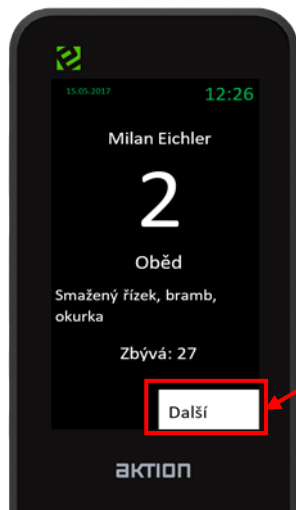 15.05.2017 12:26
Milan Eichler
2
Oběd
Smažený řízek, bramb,
okurka
Zbývá: 27
Další
aktion